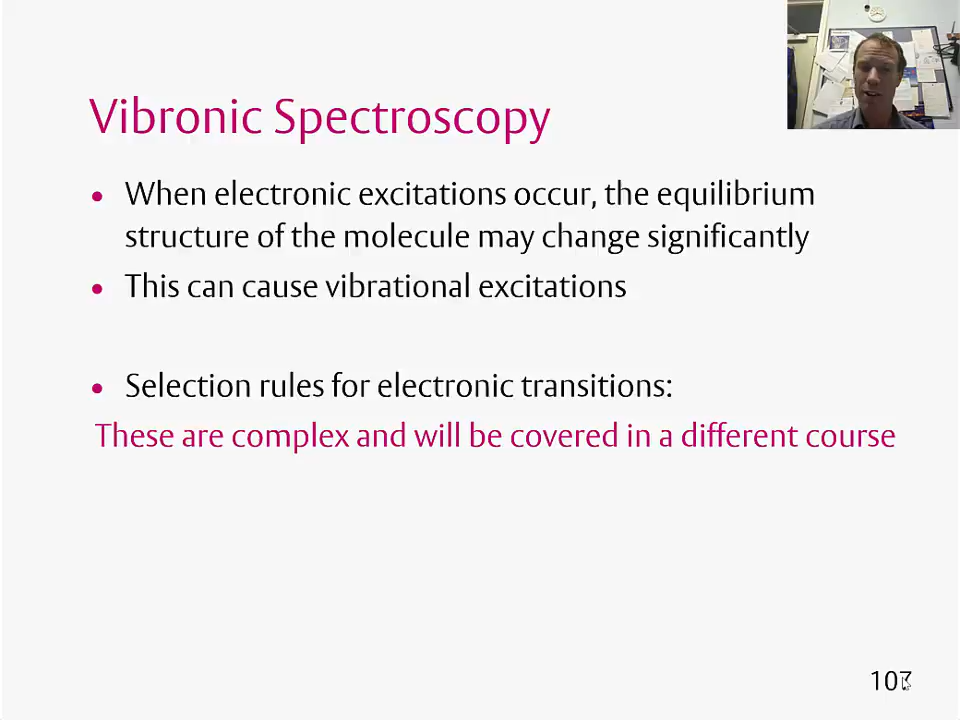 Vibronic Spectroscopy
• When electronic excitations occur, the equilibrium
structure of the molecule may change significantly
• This can cause vibrational excitations
• Selection rules for electronic transitions:
These are complex and will be covered in a different course
107